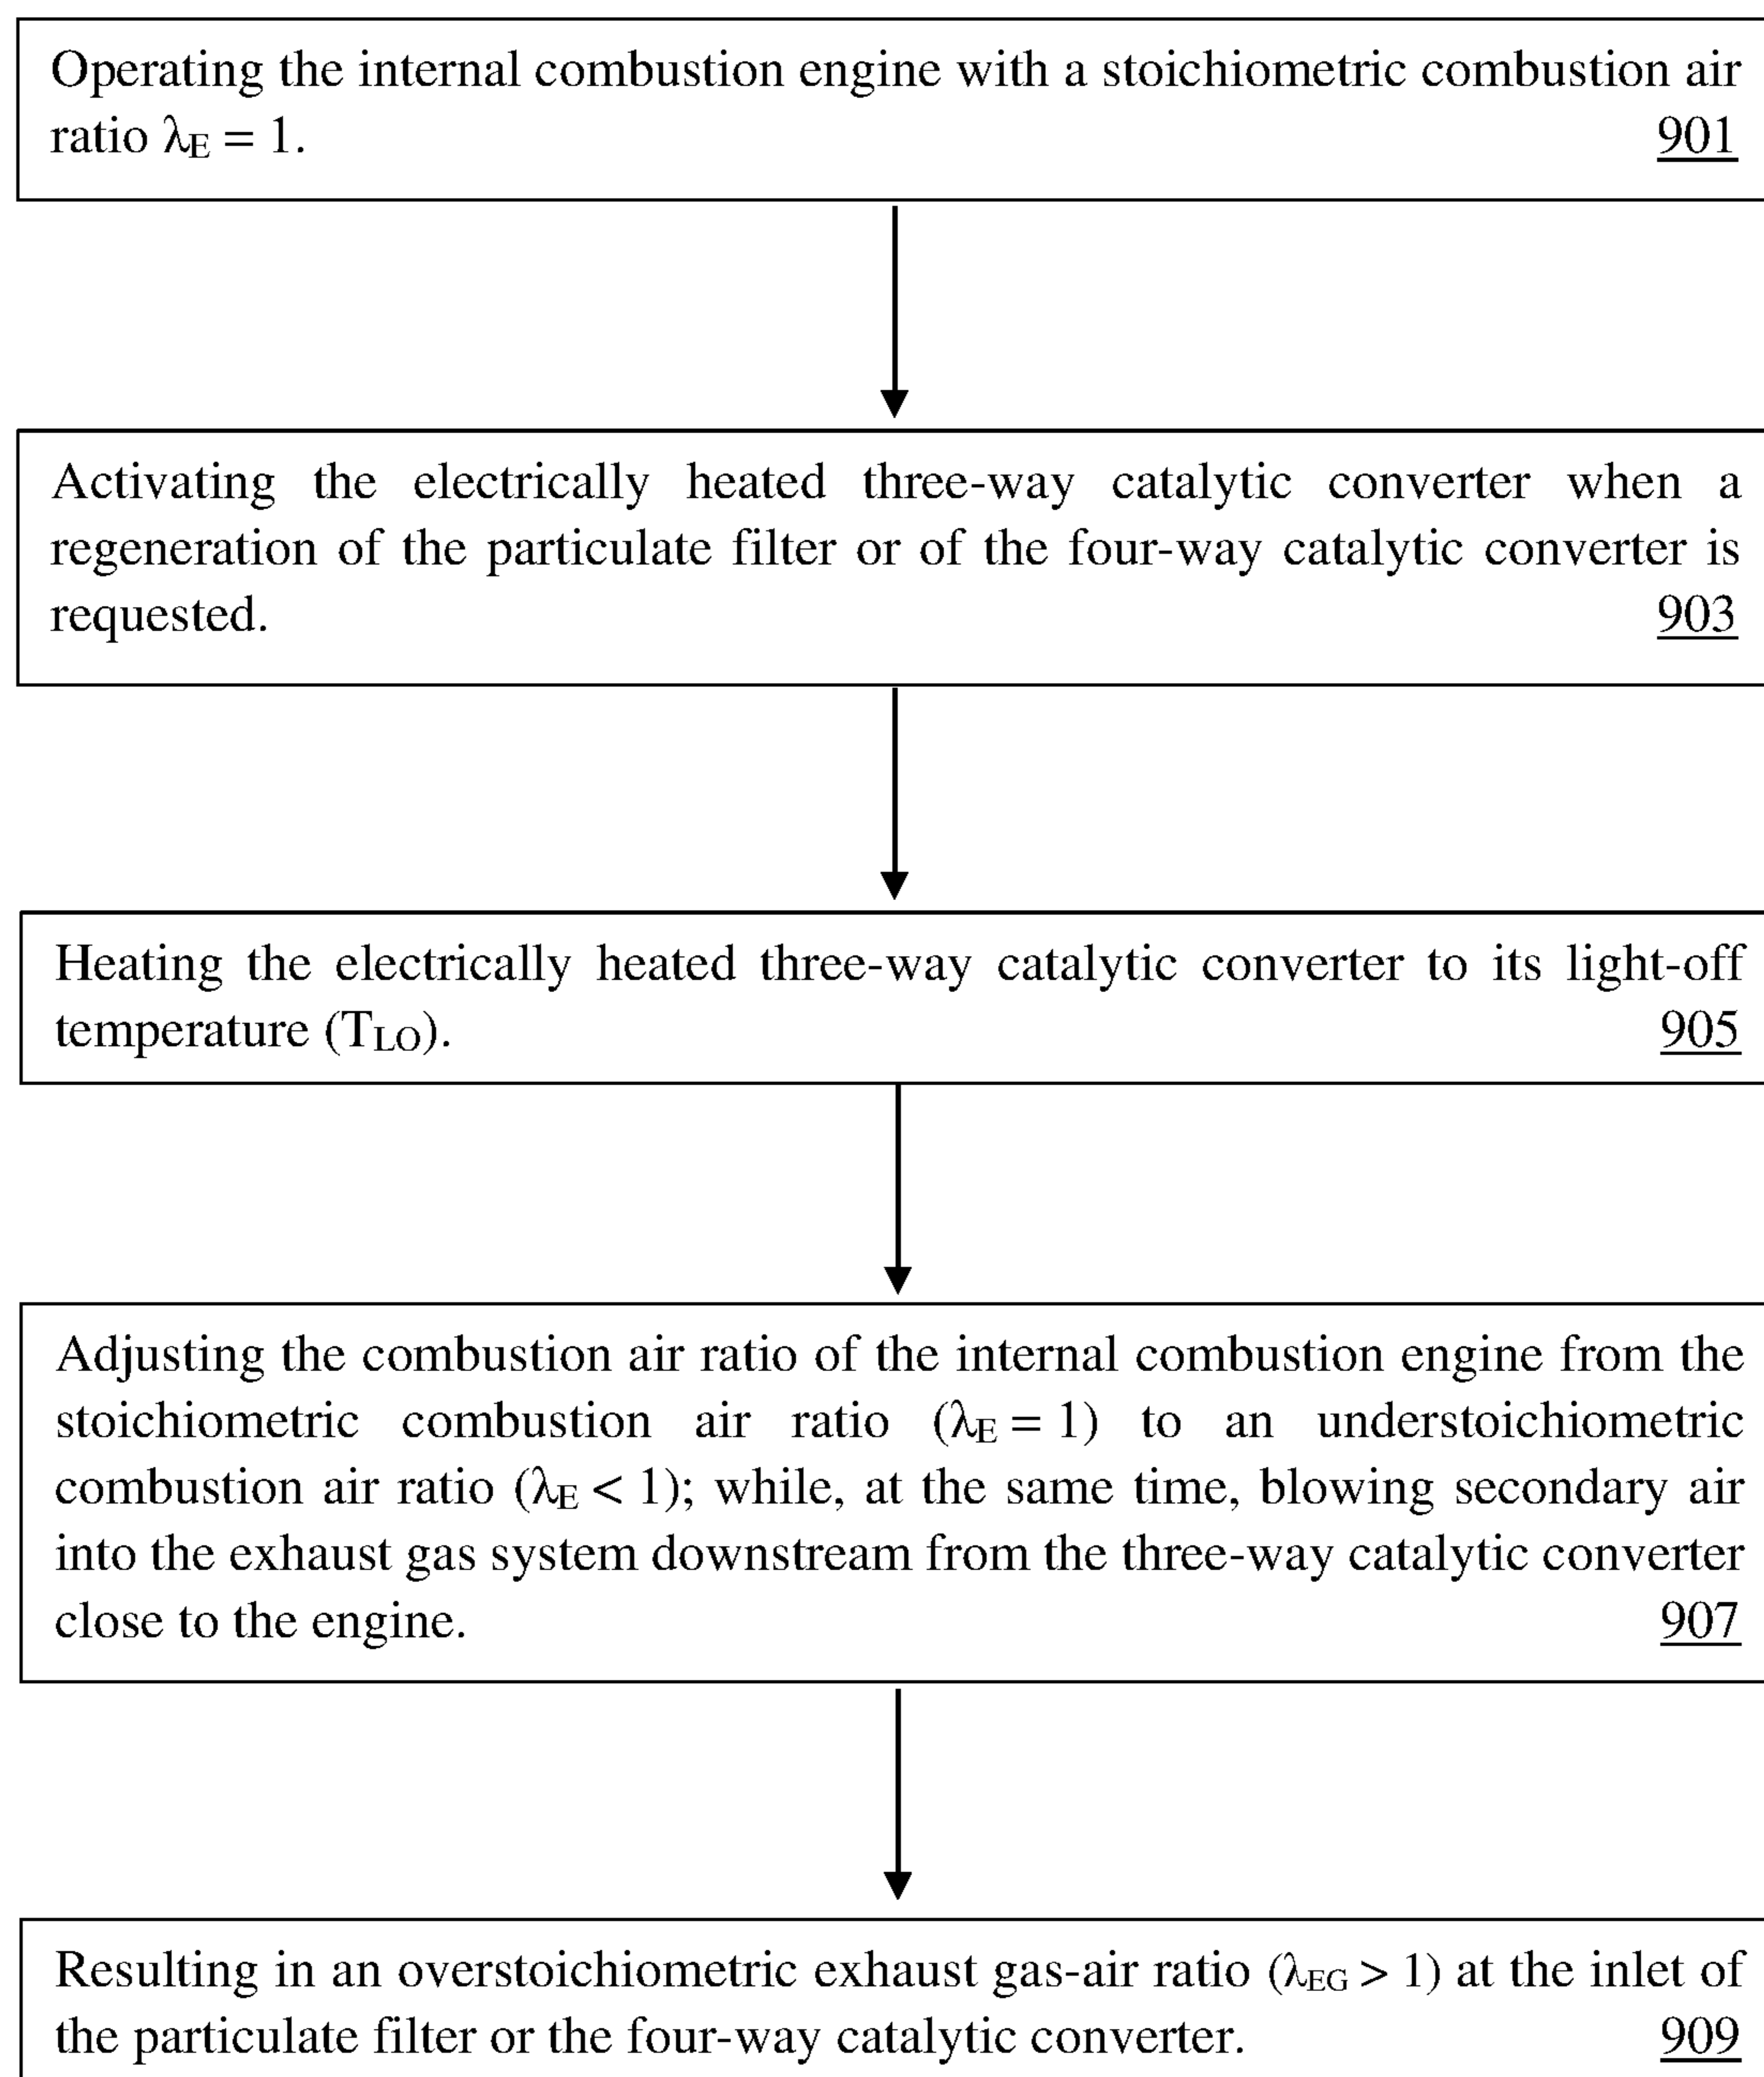 Operating the internal combustion engine with a stoichiometric combustion air
ratio λE = 1. 901
Activating the electrically heated three-way catalytic converter when a
regeneration of the particulate filter or of the four-way catalytic converter is
requested. 903
Heating the electrically heated three-way catalytic converter to its light-off
temperature (TLO). 905
Adjusting the combustion air ratio of the internal combustion engine from the
stoichiometric combustion air ratio (λE = 1) to an understoichiometric
combustion air ratio (λE < 1); while, at the same time, blowing secondary air
into the exhaust gas system downstream from the three-way catalytic converter
close to the engine. 907
Resulting in an overstoichiometric exhaust gas-air ratio (λEG > 1) at the inlet of
the particulate filter or the four-way catalytic converter. 909